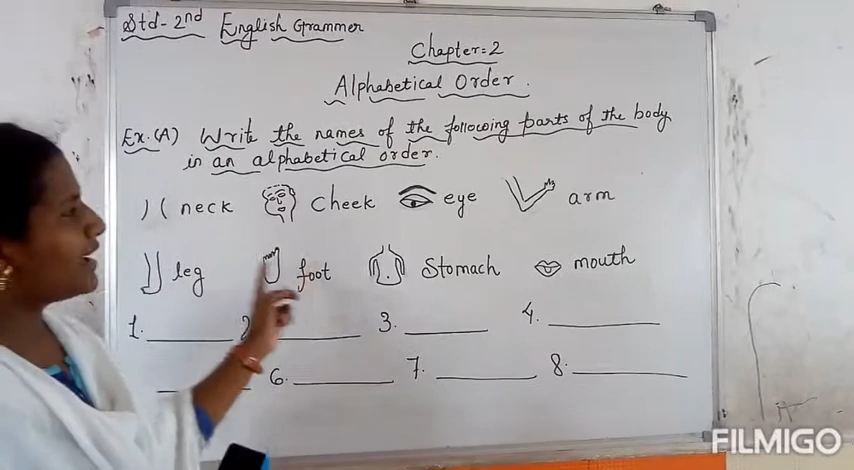 Std-2nd English Grammer
Chapter:2
Alphabetical Order.
Ex.(A) Write the names of the following parts of the body
in an alphabetical order.
neck cheek eye arm
leg foot stomach mouth
1. 2 3. 4.
6. 7. 8.
FILMIGO